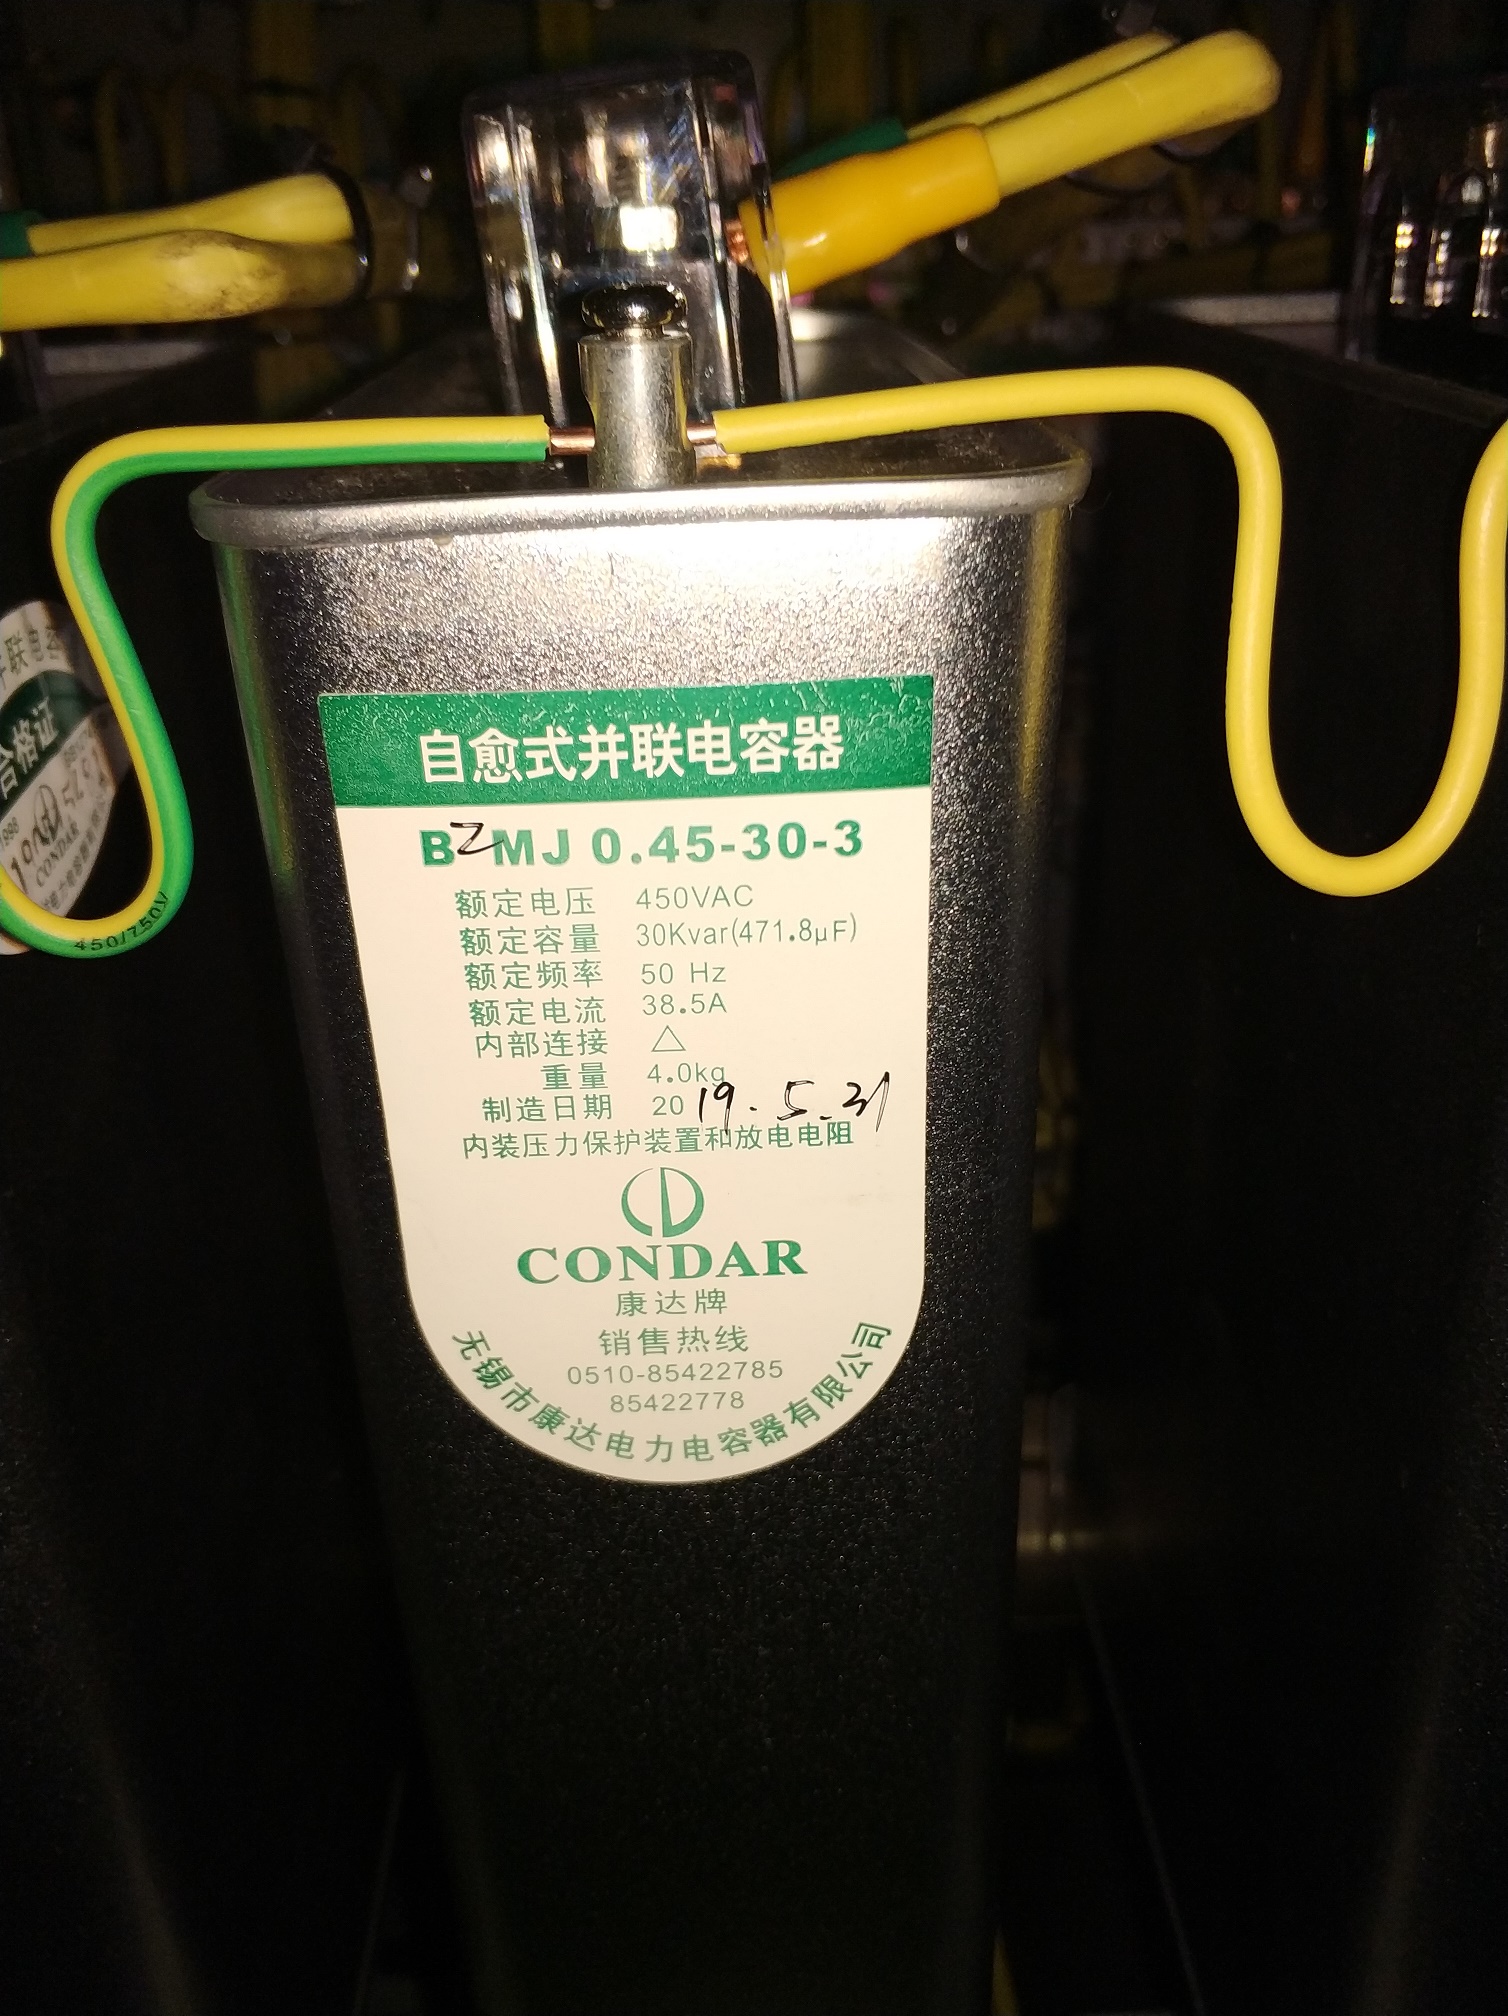 自愈式并联电容器
BZMJ 0.45-30-3
额定电压 450VAC
额定容量 30Kvar(471.8μF)
额定频率 50 Hz
额定电流 38.5A
内部连接 △
重量 4.0kg
制造日期 2019.5.31
内装压力保护装置和放电电阻
CONDAR
康达牌
销售热线
0510-85422785
85422778
无锡市康达电力电容器有限公司
450/750V
并联电容
合格证
CONDAR